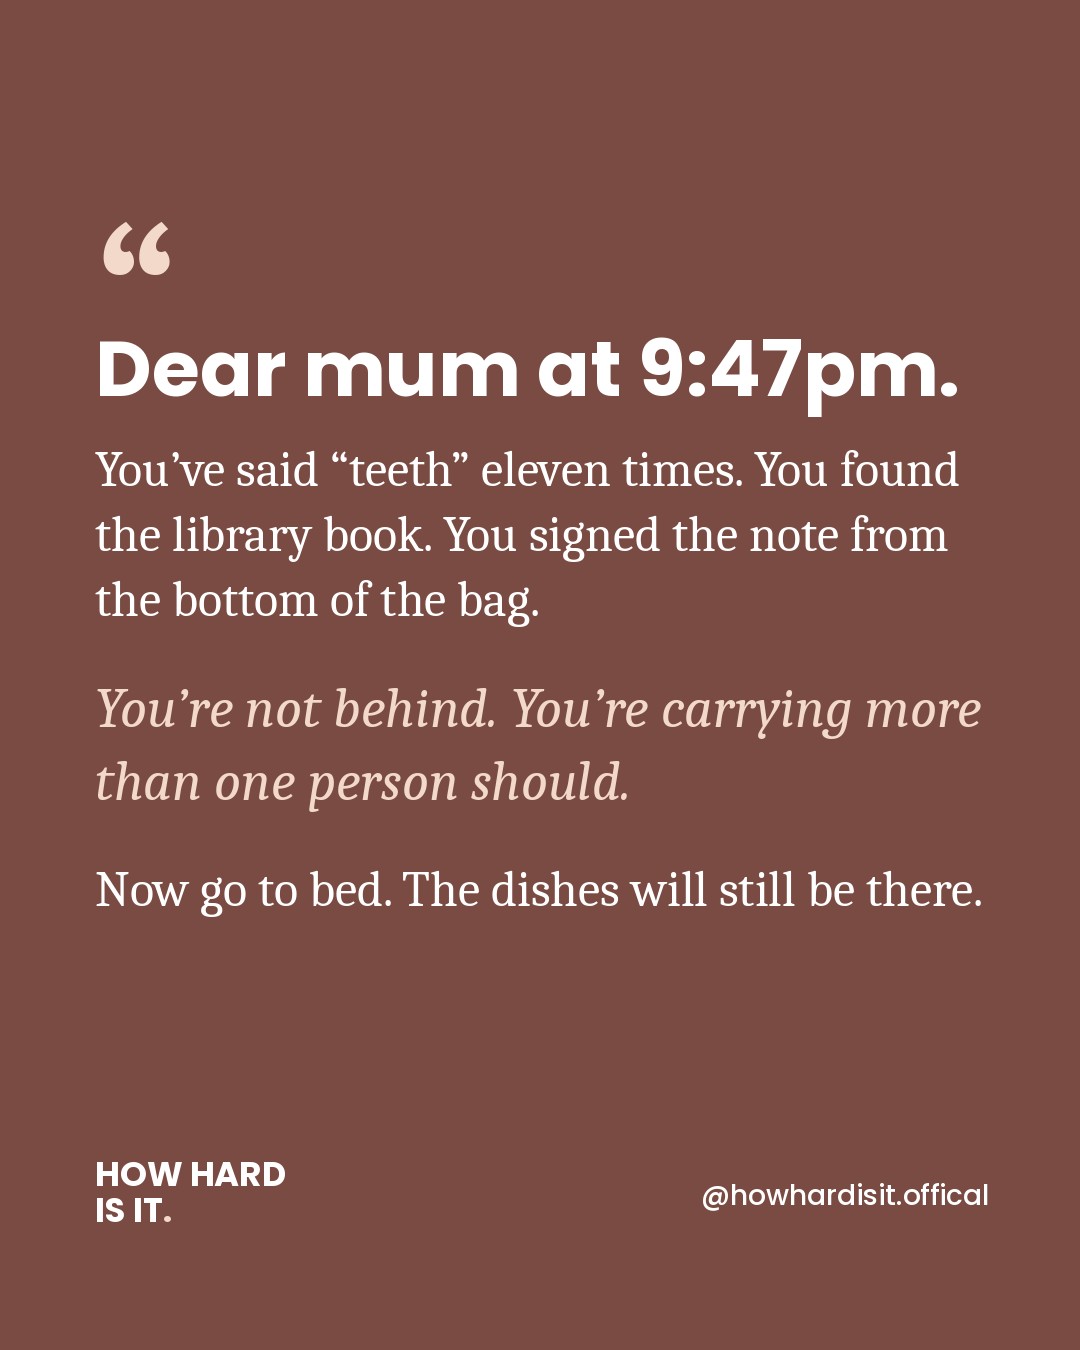 “
Dear mum at 9:47pm.
You’ve said “teeth” eleven times. You found
the library book. You signed the note from
the bottom of the bag.
You’re not behind. You’re carrying more
than one person should.
Now go to bed. The dishes will still be there.
HOW HARD
IS IT.
@howhardisit.offical